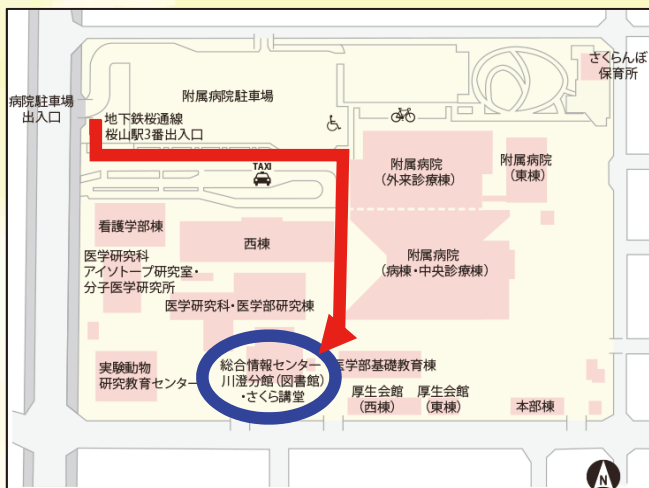 さくらんぼ
保育所
病院駐車場
出入口
附属病院駐車場
地下鉄桜通線
桜山駅3番出入口
TAXI
附属病院
(外来診療棟)
附属病院
(東棟)
看護学部棟
西棟
附属病院
(病棟・中央診療棟)
医学研究科
アイソトープ研究室・
分子医学研究所
医学研究科・医学部研究棟
実験動物
研究教育センター
総合情報センター
川澄分館(図書館)
・さくら講堂
医学部基礎教育棟
厚生会館
(西棟)
厚生会館
(東棟)
本部棟
N